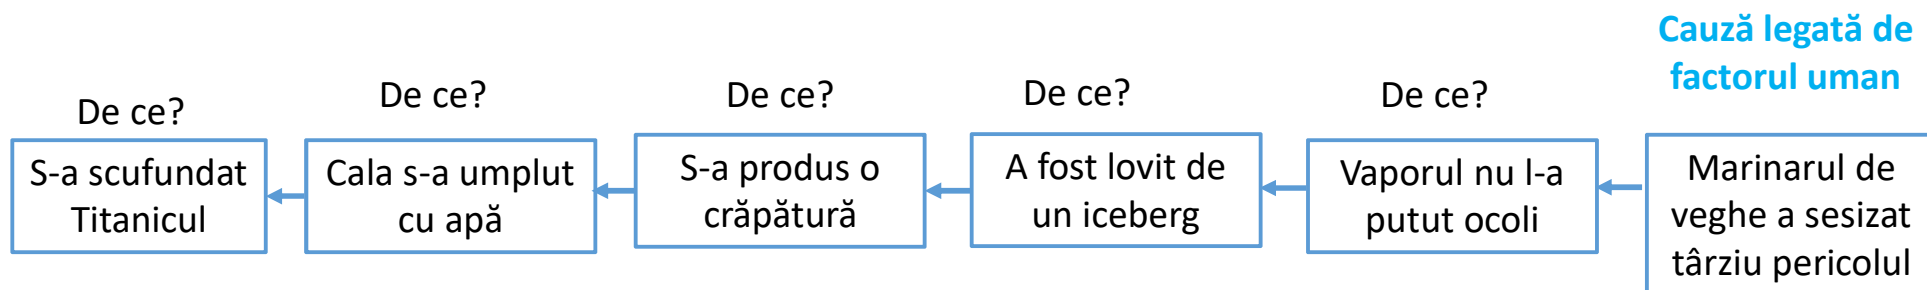 Cauză legată de
factorul uman
De ce?
De ce?
De ce?
De ce?
De ce?
S-a scufundat
Titanicul
Cala s-a umplut
cu apă
S-a produs o
crăpătură
A fost lovit de
un iceberg
Vaporul nu l-a
putut ocoli
Marinarul de
veghe a sesizat
târziu pericolul